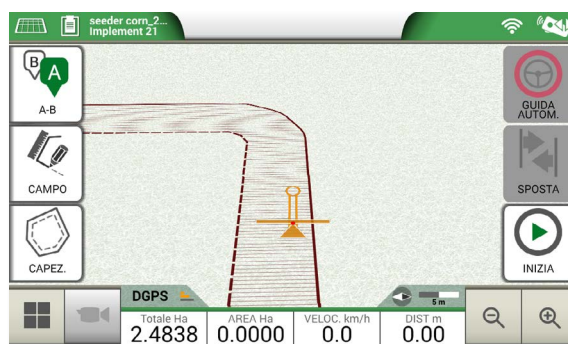 seeder corn_2...
Implement 21
B
A
A-B
GUIDA
AUTOM.
CAMPO
SPOSTA
CAPEZ.
INIZIA
DGPS
5 m
Totale Ha
AREA Ha
VELOC. km/h
DIST m
2.4838
0.0000
0.0
0.00